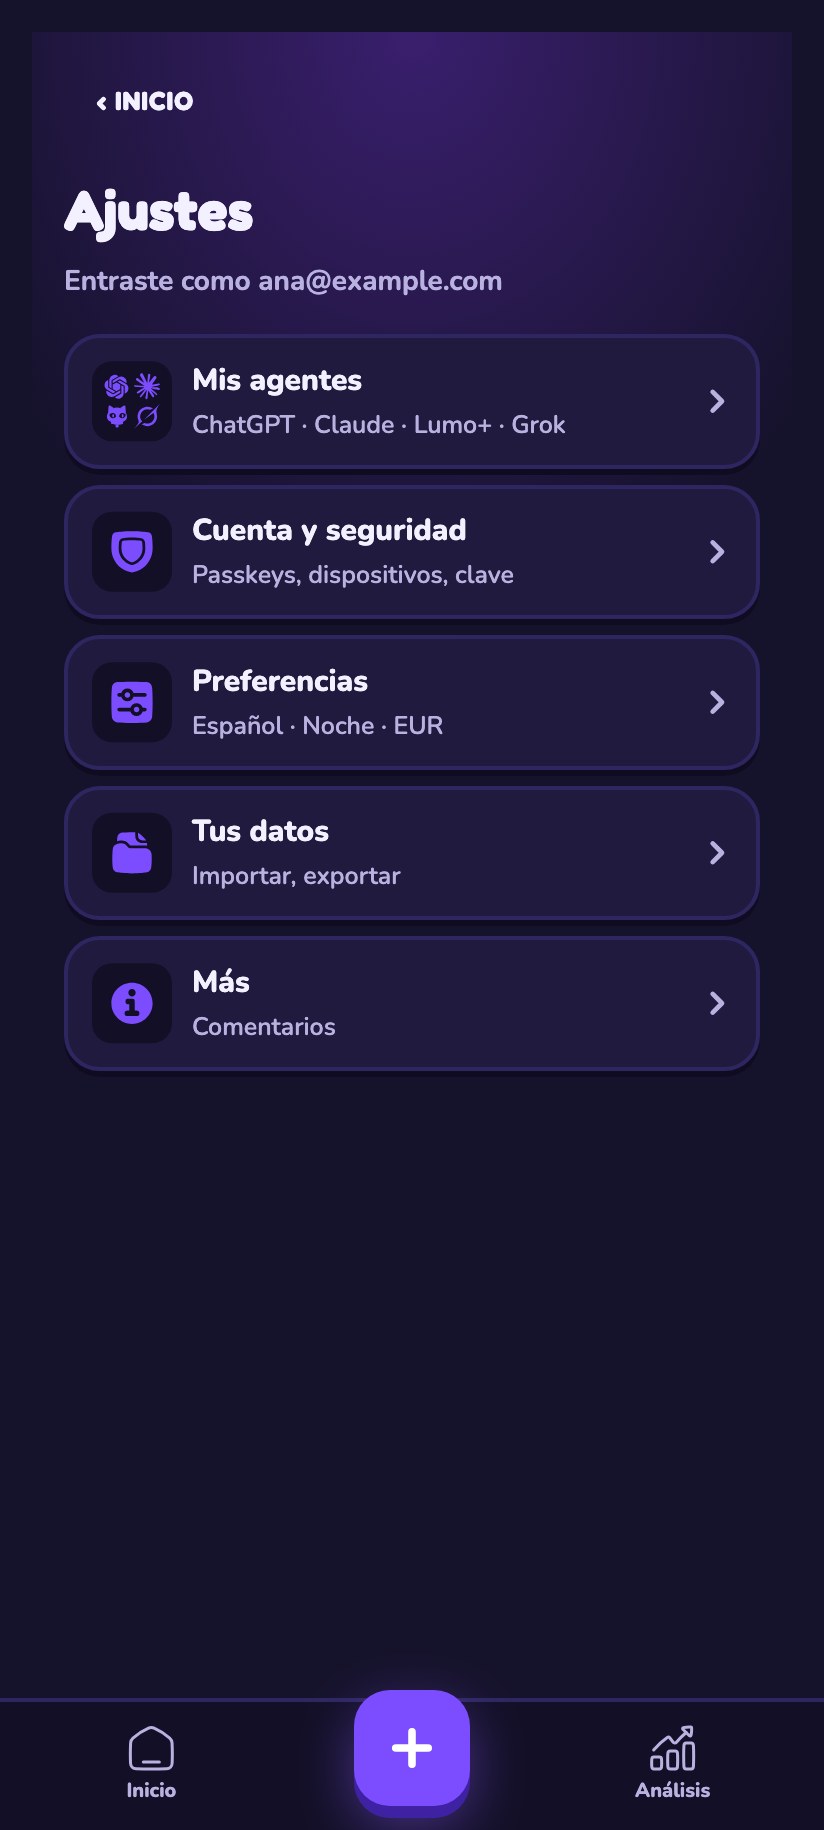 ‹ INICIO
Ajustes
Entraste como ana@example.com
Mis agentes
ChatGPT · Claude · Lumo+ · Grok
Cuenta y seguridad
Passkeys, dispositivos, clave
Preferencias
Español · Noche · EUR
Tus datos
Importar, exportar
Más
Comentarios
Inicio
Análisis